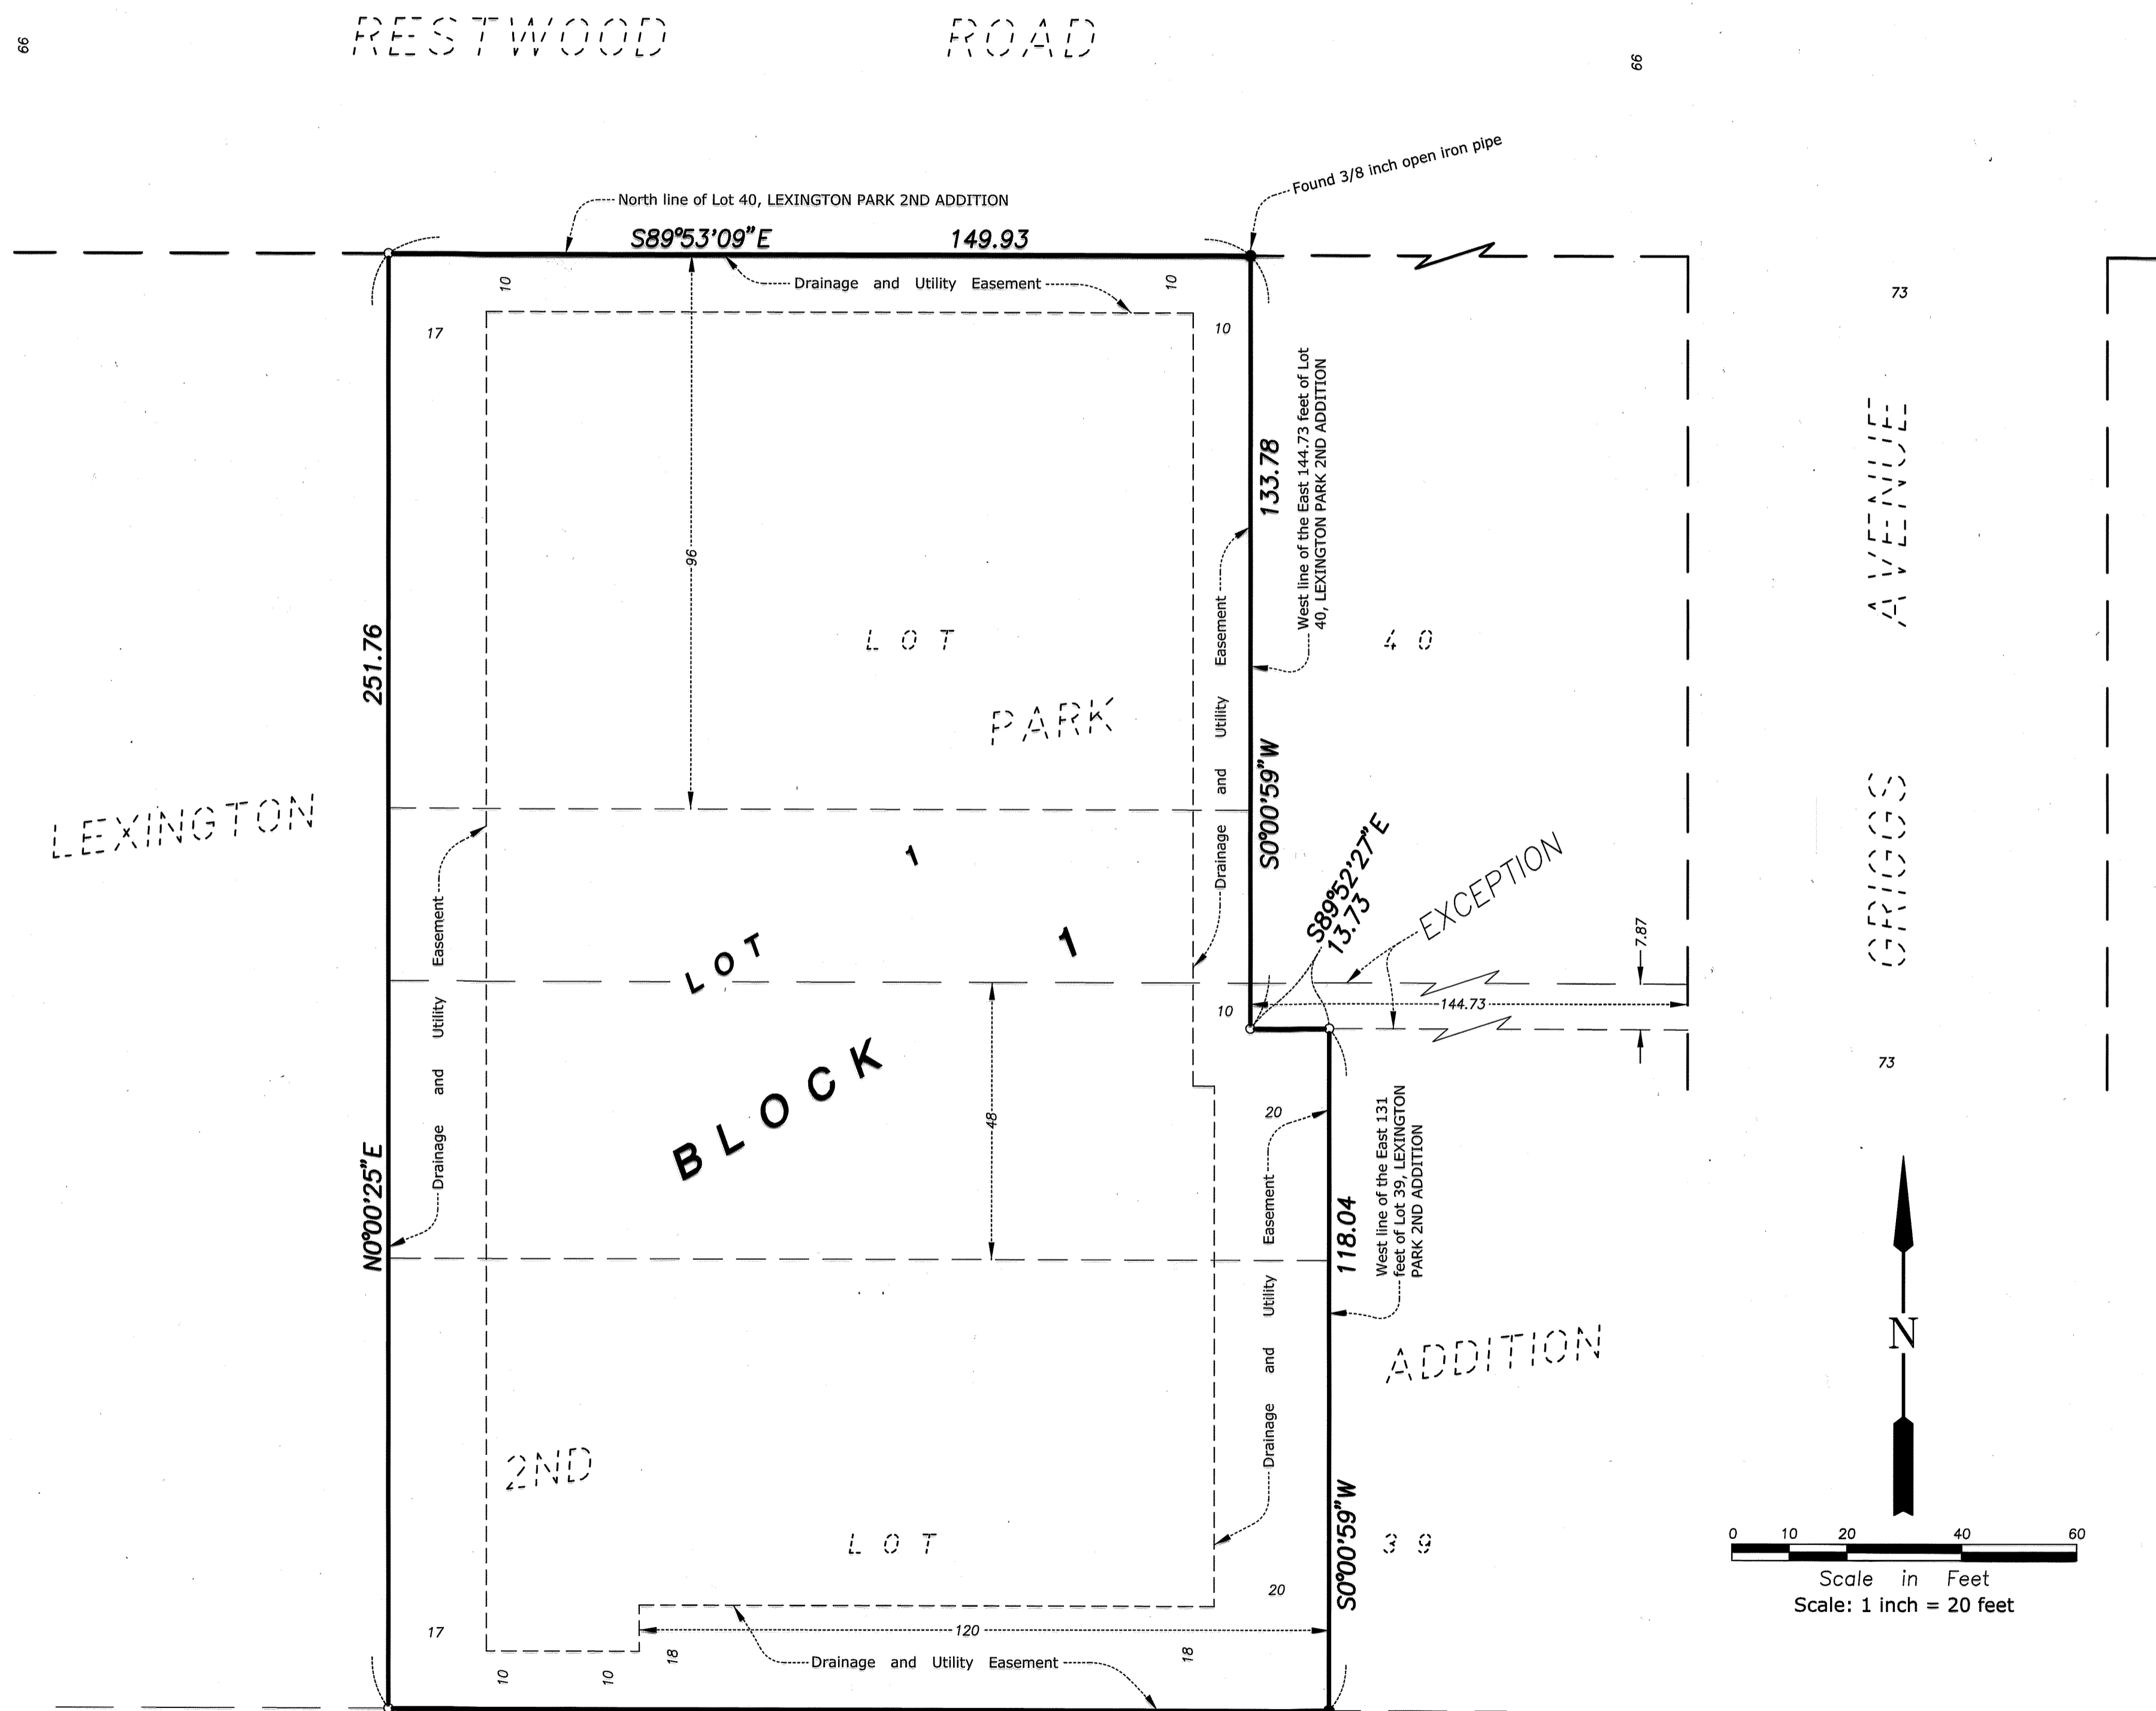 RESTWOOD ROAD
66
66
Found 3/8 inch open iron pipe
North line of Lot 40, LEXINGTON PARK 2ND ADDITION
S89°53'09"E 149.93
Drainage and Utility Easement
10
10
17
10
73
West line of the East 144.73 feet of Lot
40, LEXINGTON PARK 2ND ADDITION
133.78
S0°00'59"W
Drainage and Utility Easement
96
251.76
N0°00'25"E
LOT
40
PARK
LEXINGTON
GRIGGS AVENUE
1
LOT
1
BLOCK
S89°52'27"E
13.73
EXCEPTION
7.87
144.73
10
73
Drainage and Utility Easement
48
20
Drainage and Utility Easement
118.04
S0°00'59"W
West line of the East 131
feet of Lot 39, LEXINGTON
PARK 2ND ADDITION
ADDITION
N
2ND
LOT
39
0 10 20 40 60
Scale in Feet
Scale: 1 inch = 20 feet
20
17
120
10
10
18
18
Drainage and Utility Easement